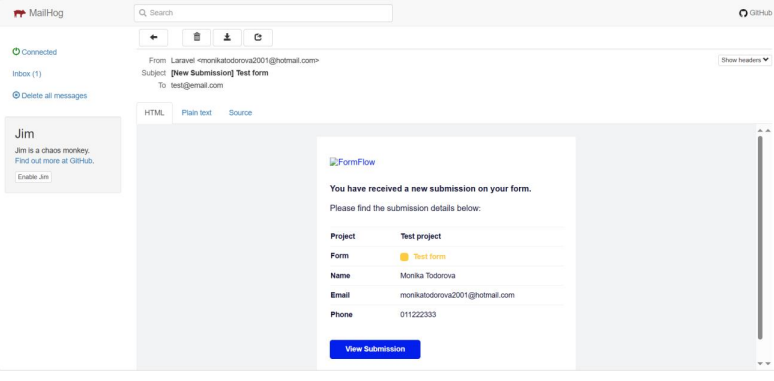 MailHog
Search
GitHub
Connected
Inbox (1)
Delete all messages
Jim
Jim is a chaos monkey.
Find out more at GitHub.
Enable Jim
From Laravel <monikatodorova2001@hotmail.com>
Subject [New Submission] Test form
To test@email.com
Show headers
HTML Plain text Source
FormFlow
You have received a new submission on your form.
Please find the submission details below:
Project Test project
Form Test form
Name Monika Todorova
Email monikatodorova2001@hotmail.com
Phone 011222333
View Submission